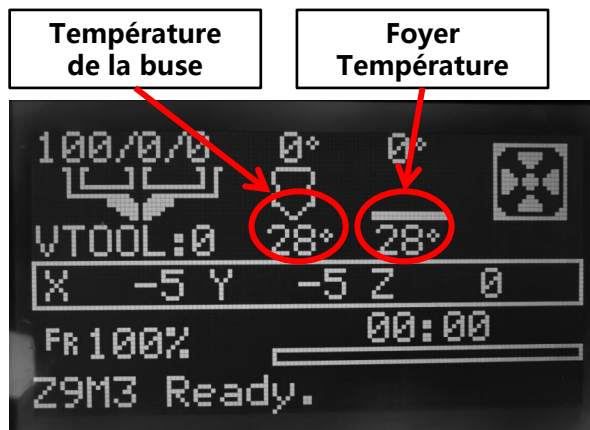 Température
de la buse
Foyer
Température
100/0/0 0° 0°
VTOOL:0 28° 28°
X -5 Y -5 Z 0
FR 100% 00:00
Z9M3 Ready.